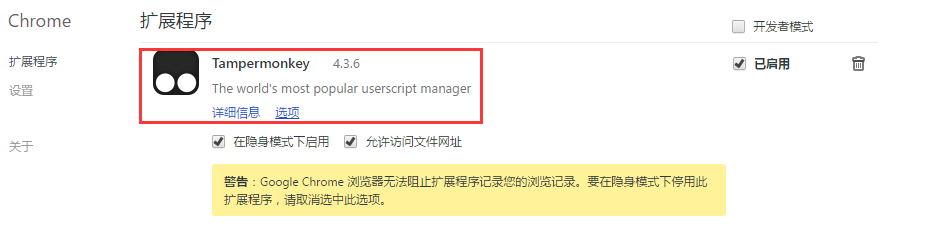 Chrome
扩展程序
开发者模式
扩展程序
设置
关于
Tampermonkey 4.3.6
已启用
The world's most popular userscript manager
详细信息 选项
在隐身模式下启用 允许访问文件网址
警告：Google Chrome 浏览器无法阻止扩展程序记录您的浏览记录。要在隐身模式下停用此
扩展程序，请取消选中此选项。